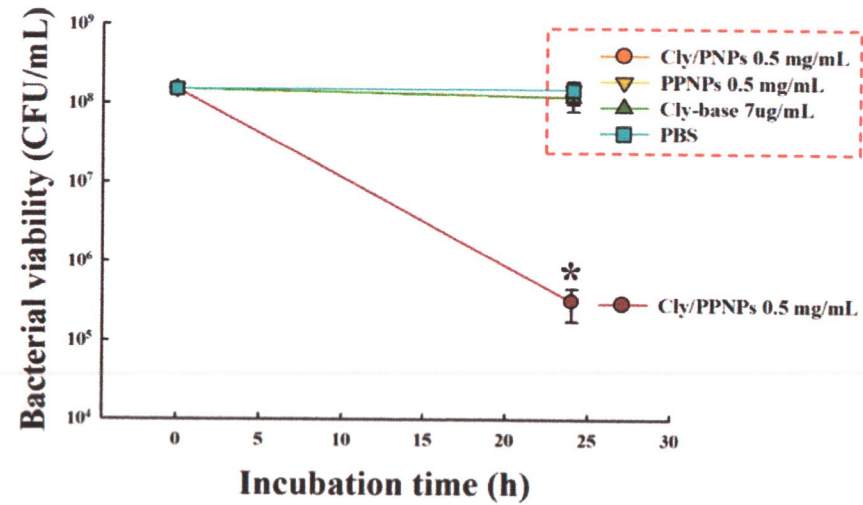 Bacterial viability (CFU/mL)
10⁹
10⁸
10⁷
10⁶
10⁵
10⁴
Cly/PNPs 0.5 mg/mL
PPNPs 0.5 mg/mL
Cly-base 7ug/mL
PBS
*
Cly/PPNPs 0.5 mg/mL
0 5 10 15 20 25 30
Incubation time (h)